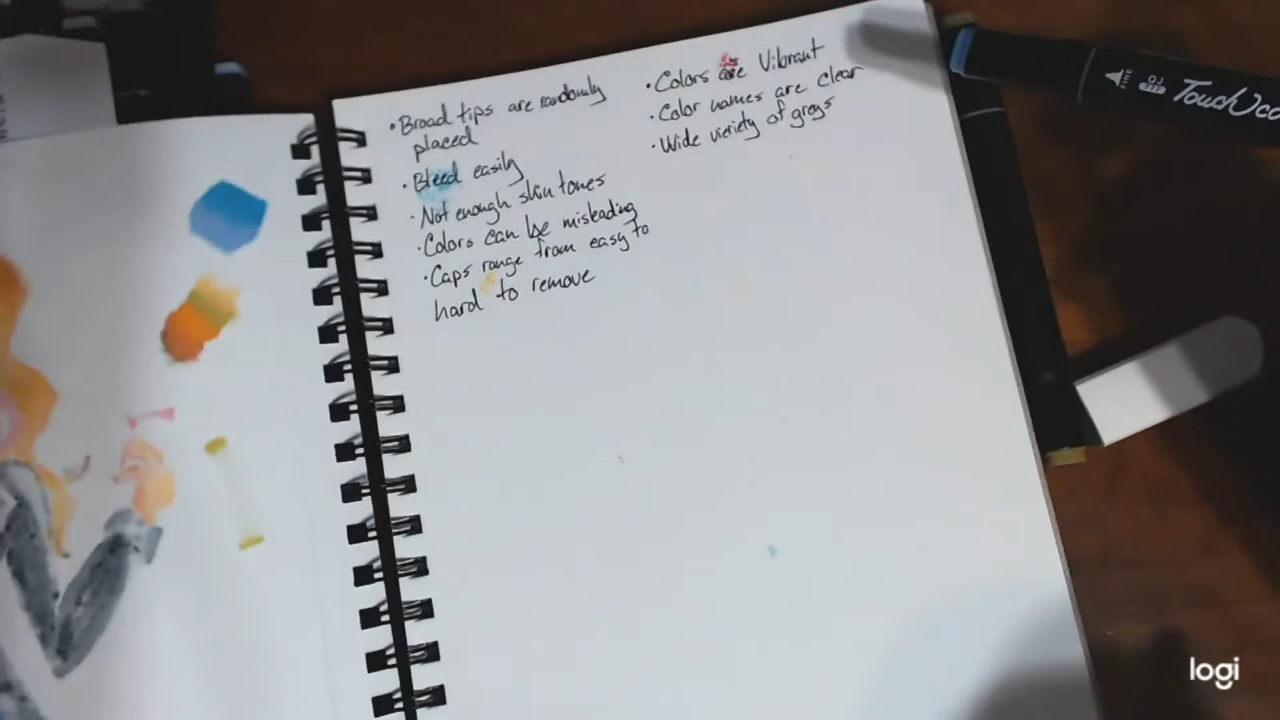 • Broad tips are randomly
placed
• Bleed easily
• Not enough skin tones
• Colors can be misleading
• Caps range from easy to
hard to remove
• Colors are Vibrant
• Color names are clear
• Wide vieriety of greys
FINE
TouchCo
logi